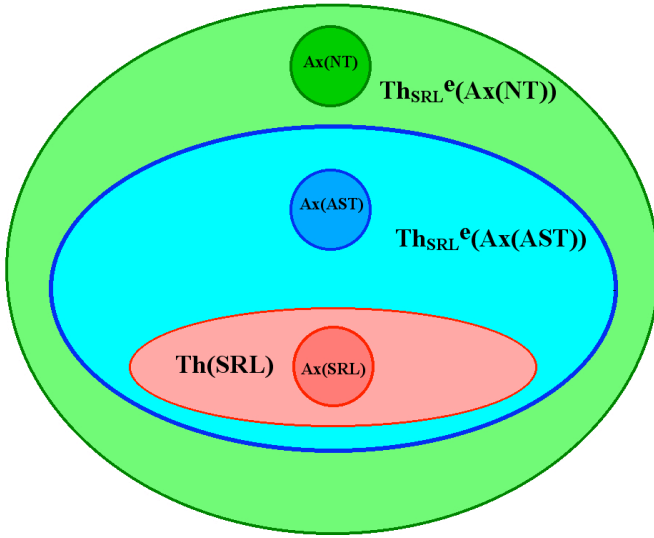 Ax(NT)
Th_SRL^e(Ax(NT))
Ax(AST)
Th_SRL^e(Ax(AST))
Th(SRL)
Ax(SRL)